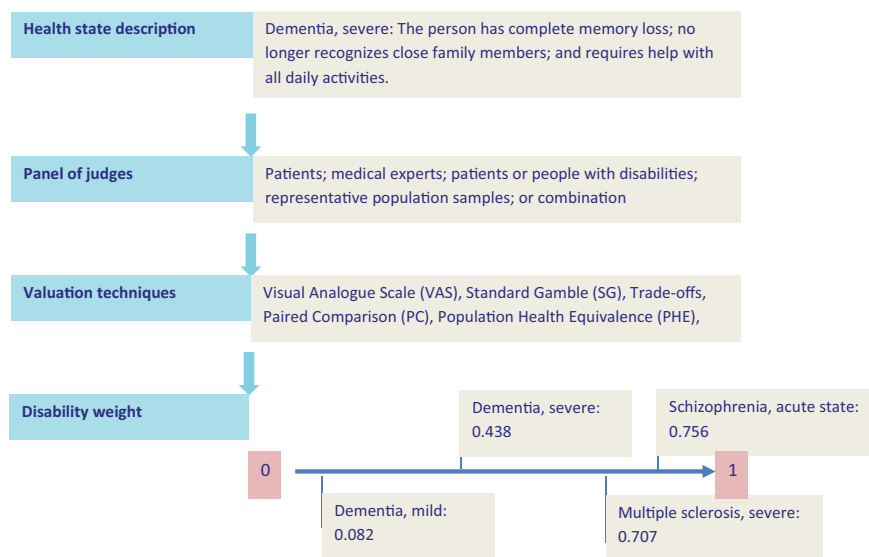 Health state description
Dementia, severe: The person has complete memory loss; no
longer recognizes close family members; and requires help with
all daily activities.
Panel of judges
Patients; medical experts; patients or people with disabilities;
representative population samples; or combination
Valuation techniques
Visual Analogue Scale (VAS), Standard Gamble (SG), Trade-offs,
Paired Comparison (PC), Population Health Equivalence (PHE),
Disability weight
Dementia, severe:
0.438
Schizophrenia, acute state:
0.756
0
1
Dementia, mild:
0.082
Multiple sclerosis, severe:
0.707